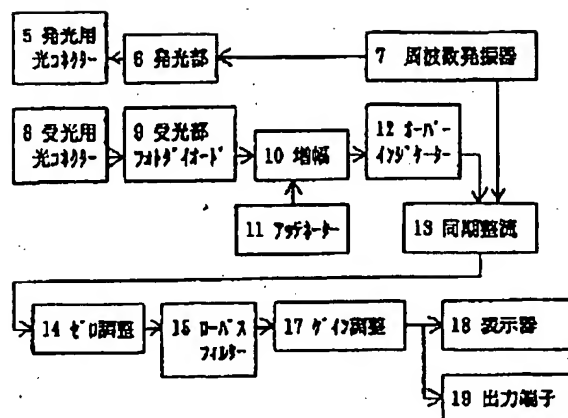 5 発光用
光コネクター
6 発光部
7 周波数発振器
8 受光用
光コネクター
9 受光部
フォトダイオード
10 増幅
12 オーバー
インジケーター
11 アッテネーター
13 同期整流
14 ゼロ調整
15 ローパス
フィルター
17 ゲイン調整
18 表示器
19 出力端子